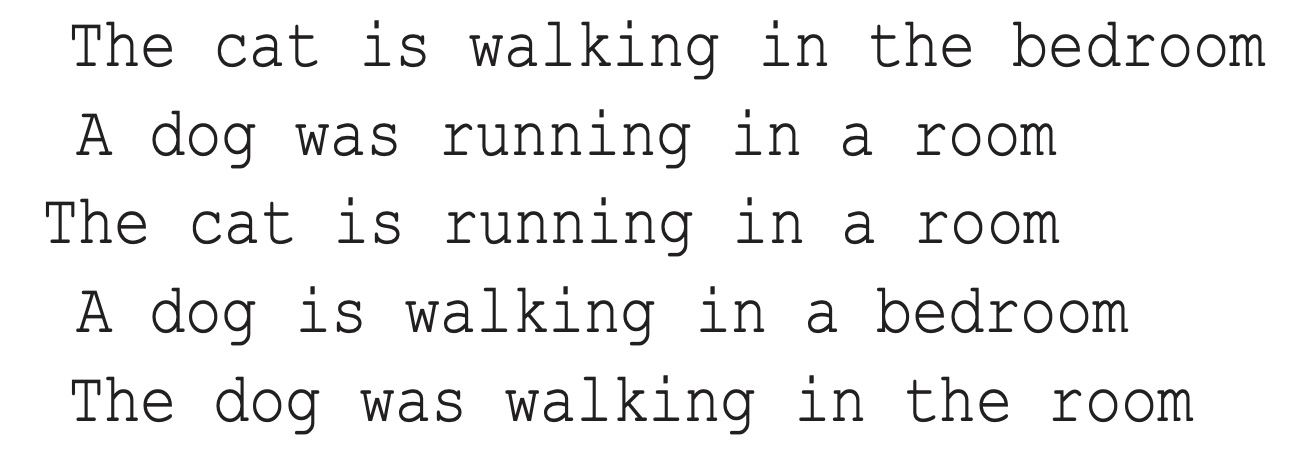 The cat is walking in the bedroom
A dog was running in a room
The cat is running in a room
A dog is walking in a bedroom
The dog was walking in the room